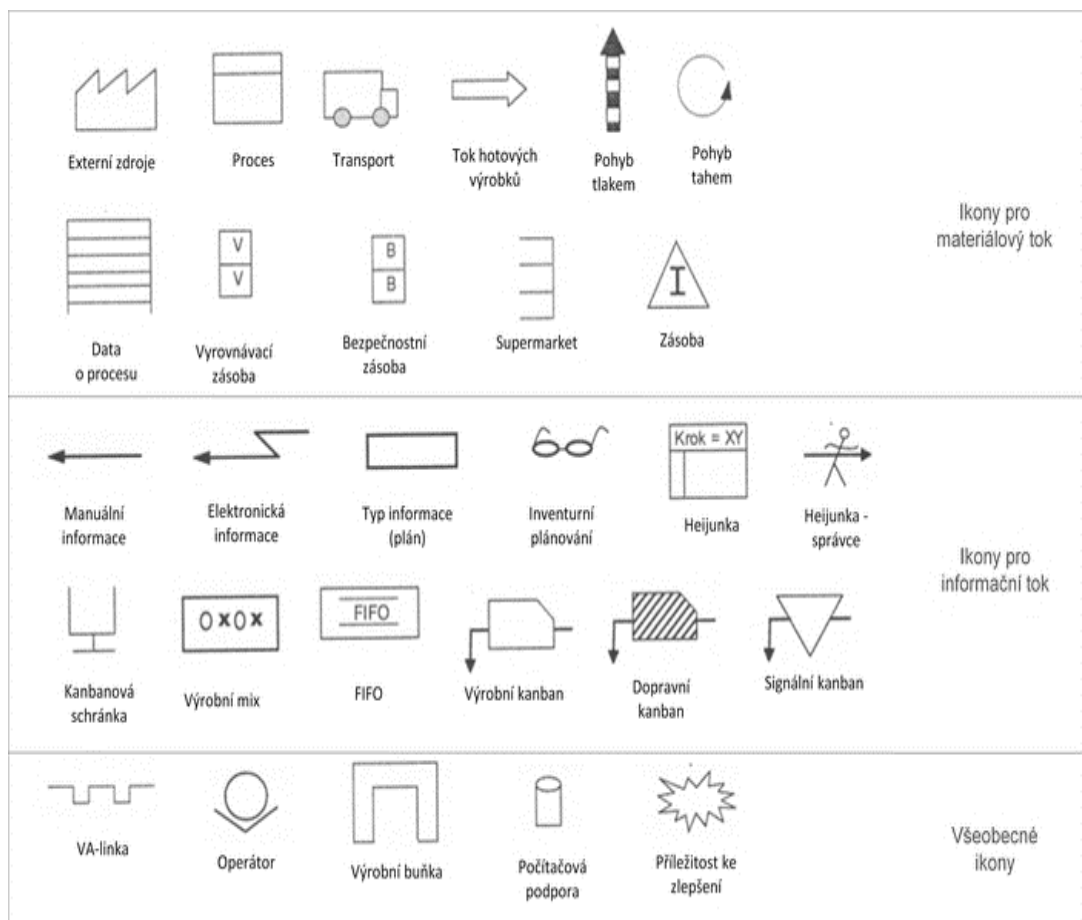 Externí zdroje
Proces
Transport
Tok hotových
výrobků
Pohyb
tlakem
Pohyb
tahem
Ikony pro
materiálový tok
V
V
B
B
I
Data
o procesu
Vyrovnávací
zásoba
Bezpečnostní
zásoba
Supermarket
Zásoba
Krok = XY
Manuální
informace
Elektronická
informace
Typ informace
(plán)
Inventurní
plánování
Heijunka
Heijunka -
správce
Ikony pro
informační tok
OxOx
FIFO
Kanbanová
schránka
Výrobní mix
FIFO
Výrobní kanban
Dopravní
kanban
Signální kanban
VA-linka
Operátor
Výrobní buňka
Počítačová
podpora
Příležitost ke
zlepšení
Všeobecné
ikony